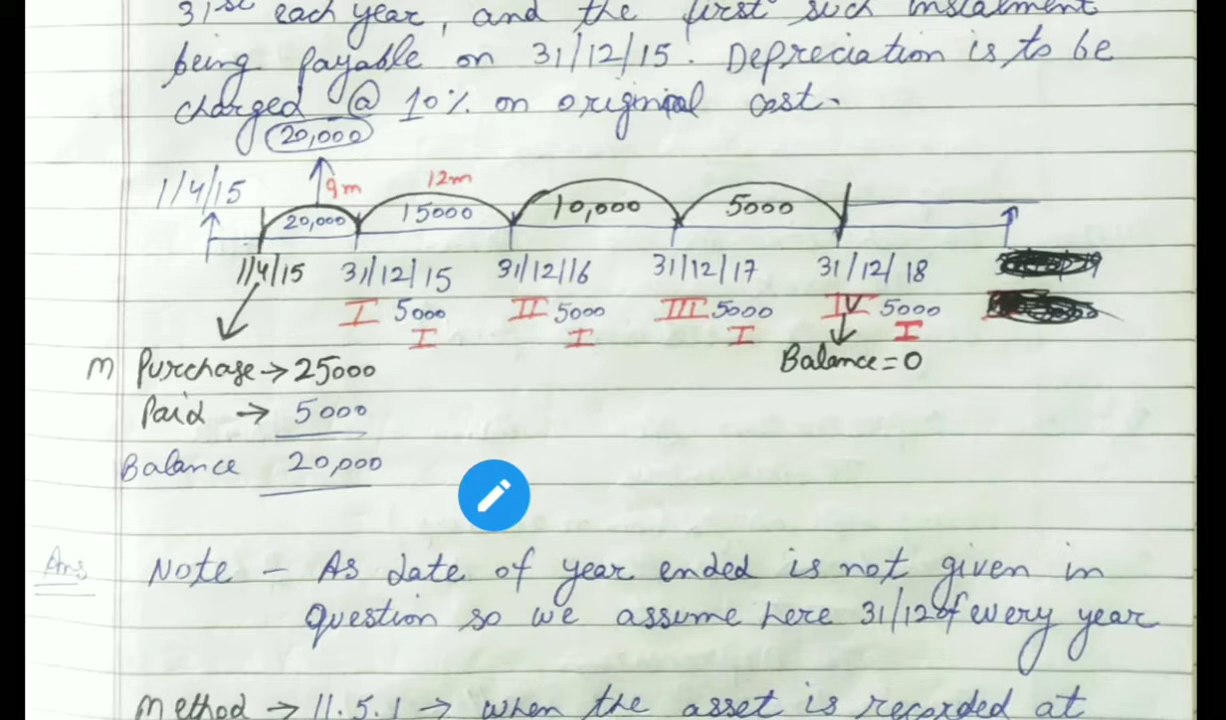 31st each year, and the first such instalment
being payable on 31/12/15. Depreciation is to be
charged @ 10% on original cost.
20,000
1/4/15 9m 12m
20,000 15000 10,000 5000
1/4/15 31/12/15 31/12/16 31/12/17 31/12/18
I 5000 II 5000 III 5000 IV 5000
I I I I
M Purchase → 25000 Balance = 0
Paid → 5000
Balance 20,000
Ans Note - As date of year ended is not given in
question so we assume here 31/12 of every year
Method → 11.5.1 → when the asset is recorded at